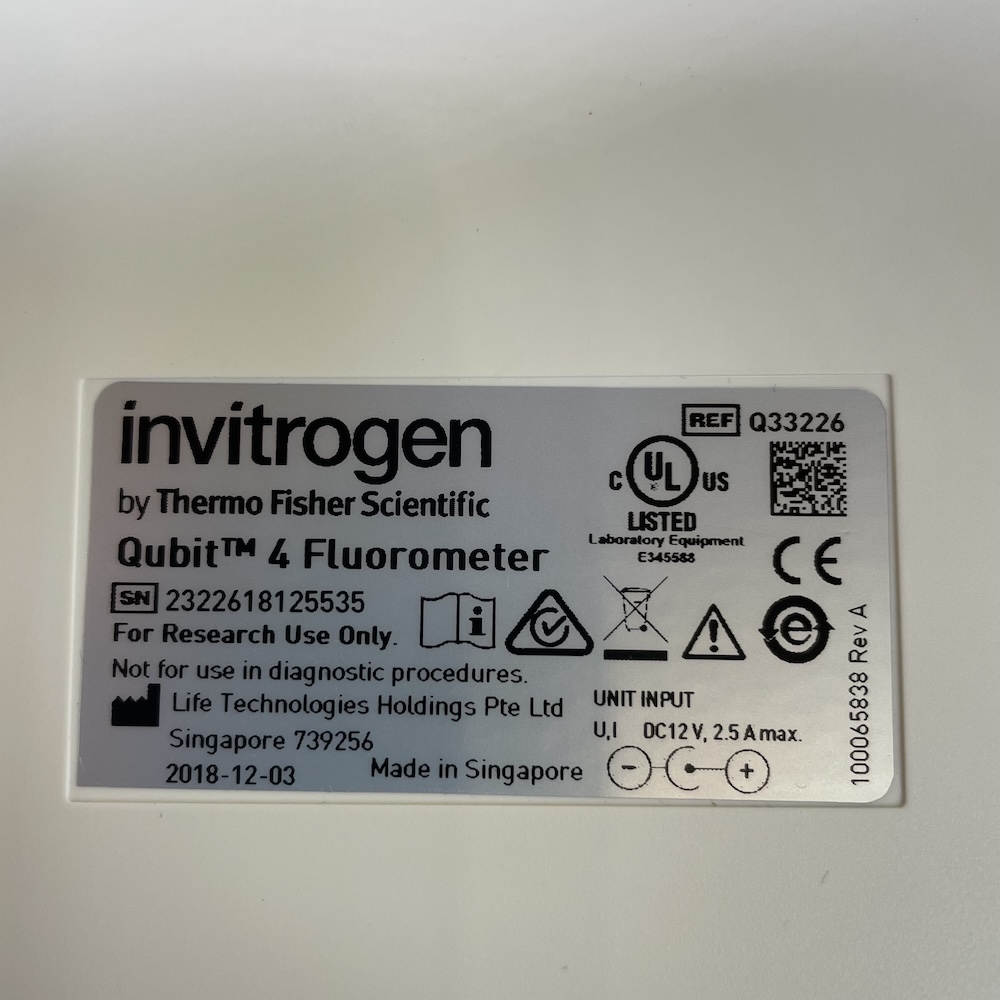 invitrogen
by Thermo Fisher Scientific
Qubit™ 4 Fluorometer
SN 2322618125535
For Research Use Only.
Not for use in diagnostic procedures.
Life Technologies Holdings Pte Ltd
Singapore 739256
2018-12-03
Made in Singapore
REF Q33226
C UL US
LISTED
Laboratory Equipment
E345588
CE
i
!
e
UNIT INPUT
U,I DC12 V, 2.5 A max.
- +
100065838 Rev A